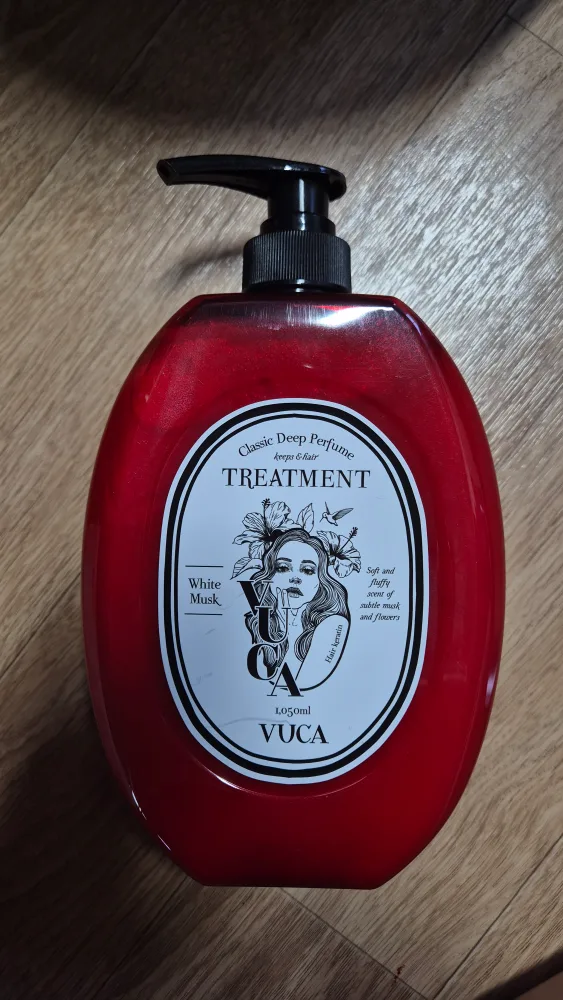 Classic Deep Perfume
keeps & hair
TREATMENT
White
Musk
Soft and
fluffy
scent of
subtle musk
and flowers
VUCA
Hair keratin
1,050ml
VUCA